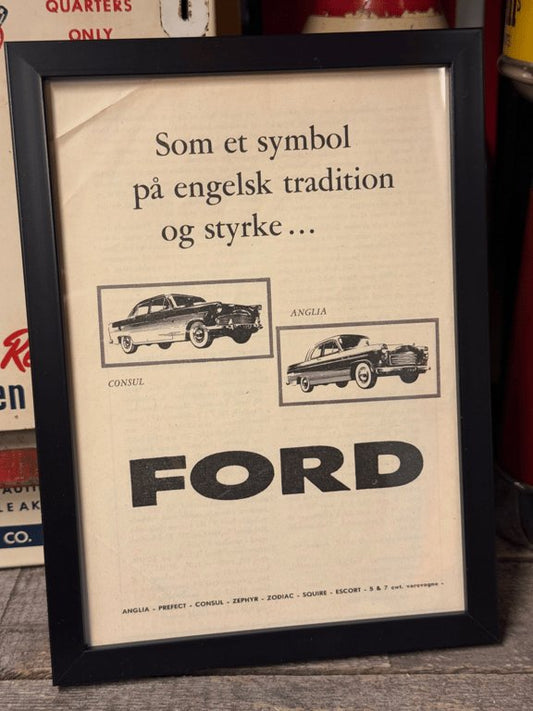 QUARTERS
ONLY
Som et symbol
på engelsk tradition
og styrke...
ANGLIA
CONSUL
FORD
ANGLIA - PREFECT - CONSUL - ZEPHYR - ZODIAC - SQUIRE - ESCORT - 5 & 7 cwt. varevogne -
CO.